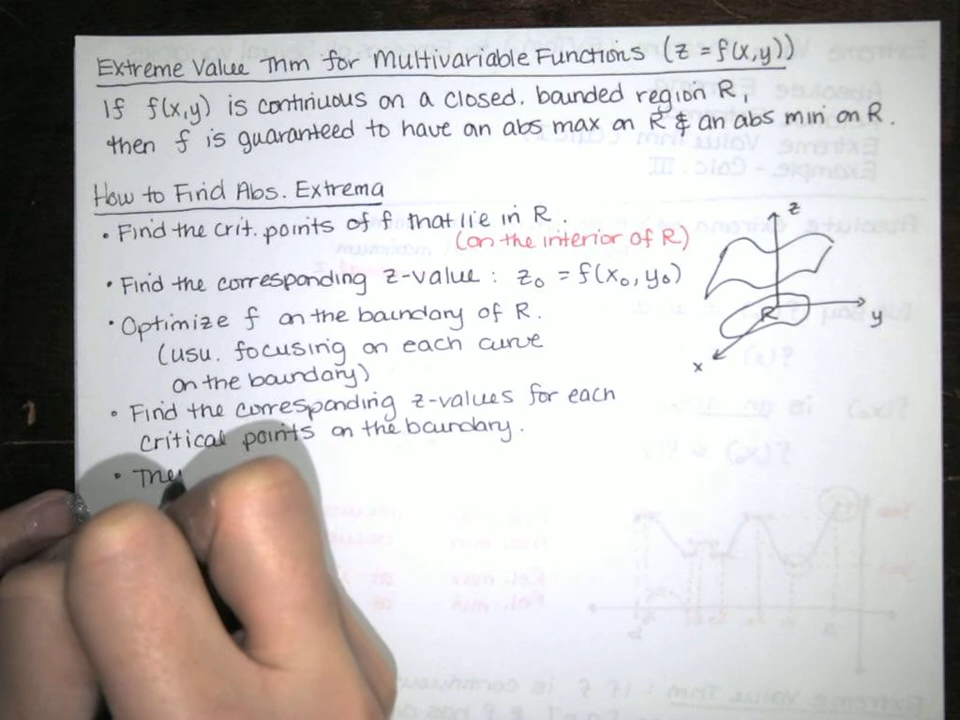 Extreme Value Thm for Multivariable Functions (z = f(x,y))
If f(x,y) is continuous on a closed, bounded region R,
then f is guaranteed to have an abs max on R & an abs min on R.
How to Find Abs. Extrema
• Find the crit. points of f that lie in R.
(on the interior of R)
• Find the corresponding z-value : z₀ = f(x₀, y₀)
• Optimize f on the boundary of R.
(usu. focusing on each curve
on the boundary)
• Find the corresponding z-values for each
critical points on the boundary.
• The
z
R
y
x